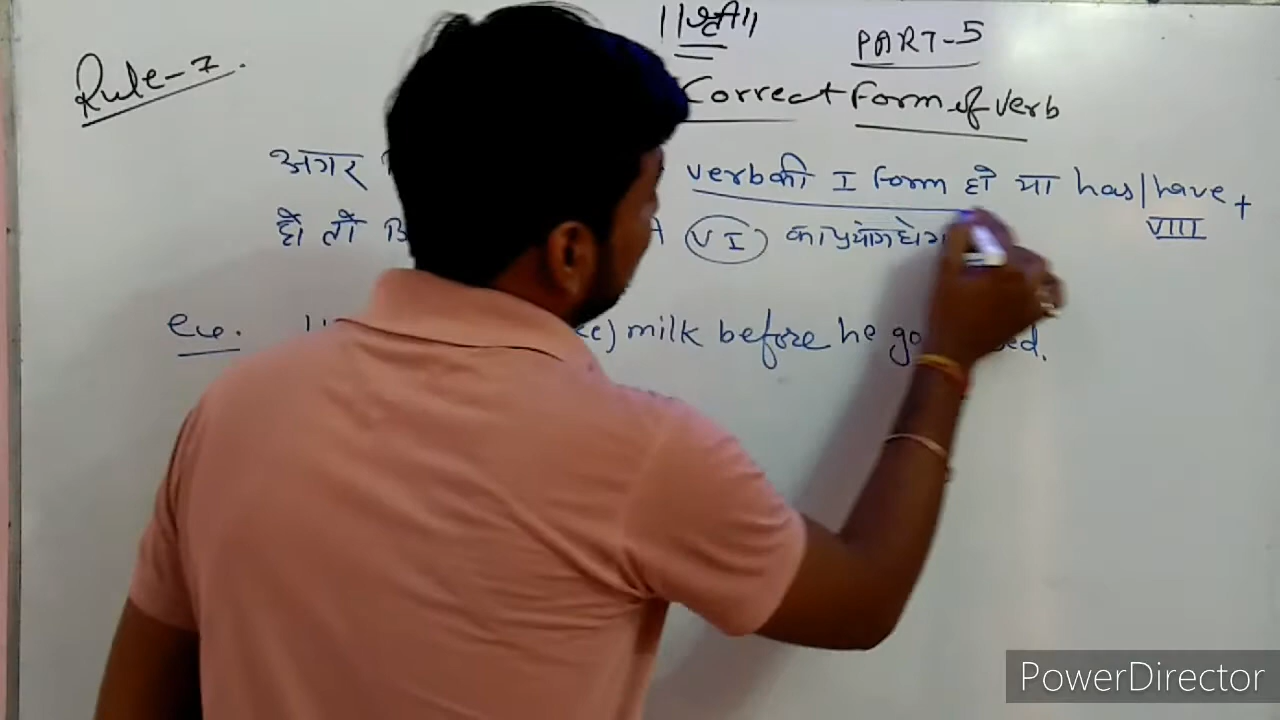 ||श्री||
PART-5
Rule-7.
Correct Form of Verb
अगर verb की I Form हो या has/have +
VIII
हो तो B VI का प्रयोग होग
Ex. milk before he go ed.
PowerDirector